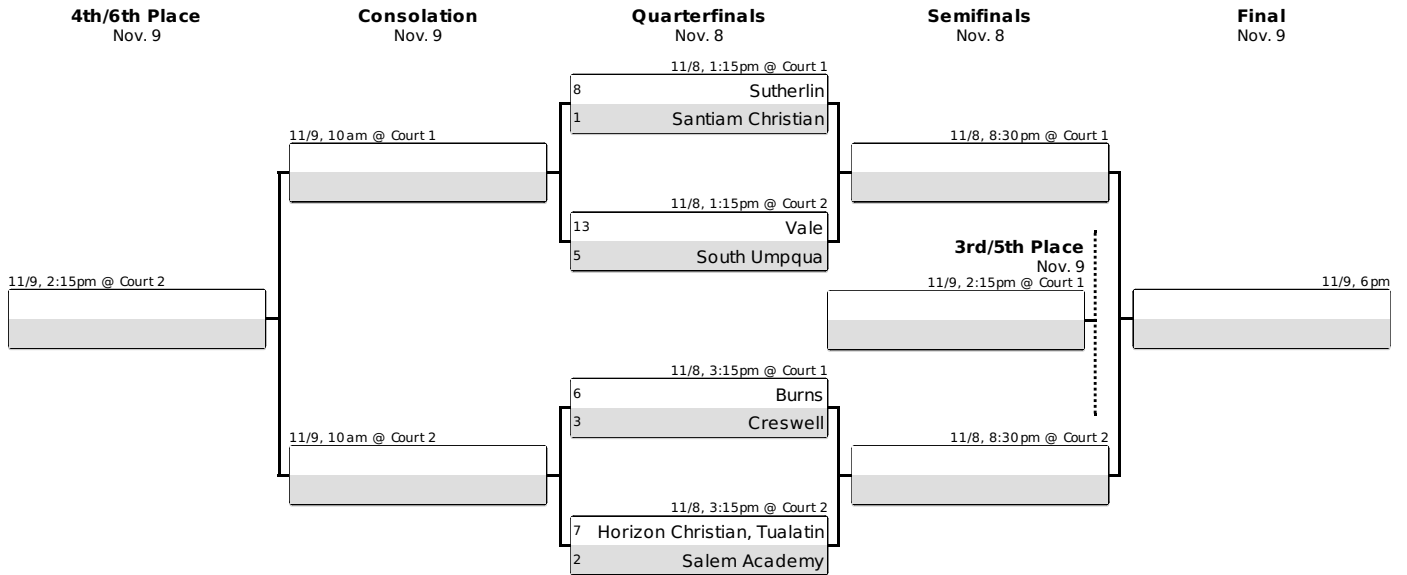 4th/6th Place
Nov. 9
Consolation
Nov. 9
Quarterfinals
Nov. 8
Semifinals
Nov. 8
Final
Nov. 9
11/8, 1:15pm @ Court 1
8 Sutherlin
1 Santiam Christian
11/9, 10am @ Court 1
11/8, 8:30pm @ Court 1
11/8, 1:15pm @ Court 2
13 Vale
5 South Umpqua
3rd/5th Place
Nov. 9
11/9, 2:15pm @ Court 2
11/9, 2:15pm @ Court 1
11/9, 6pm
11/8, 3:15pm @ Court 1
6 Burns
3 Creswell
11/9, 10am @ Court 2
11/8, 8:30pm @ Court 2
11/8, 3:15pm @ Court 2
7 Horizon Christian, Tualatin
2 Salem Academy